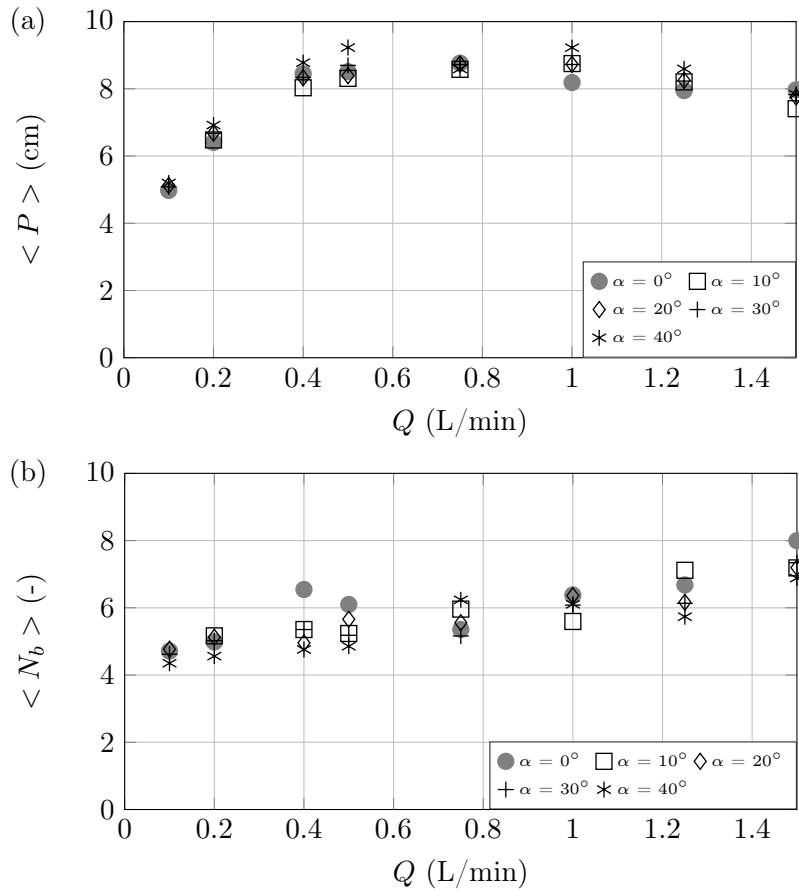 (a)
10
8
6
4
2
0
< P > (cm)
0 0.2 0.4 0.6 0.8 1 1.2 1.4
Q (L/min)
α = 0° α = 10°
α = 20° α = 30°
α = 40°
(b)
10
8
6
4
2
0
< N_b > (-)
0 0.2 0.4 0.6 0.8 1 1.2 1.4
Q (L/min)
α = 0° α = 10° α = 20°
α = 30° α = 40°